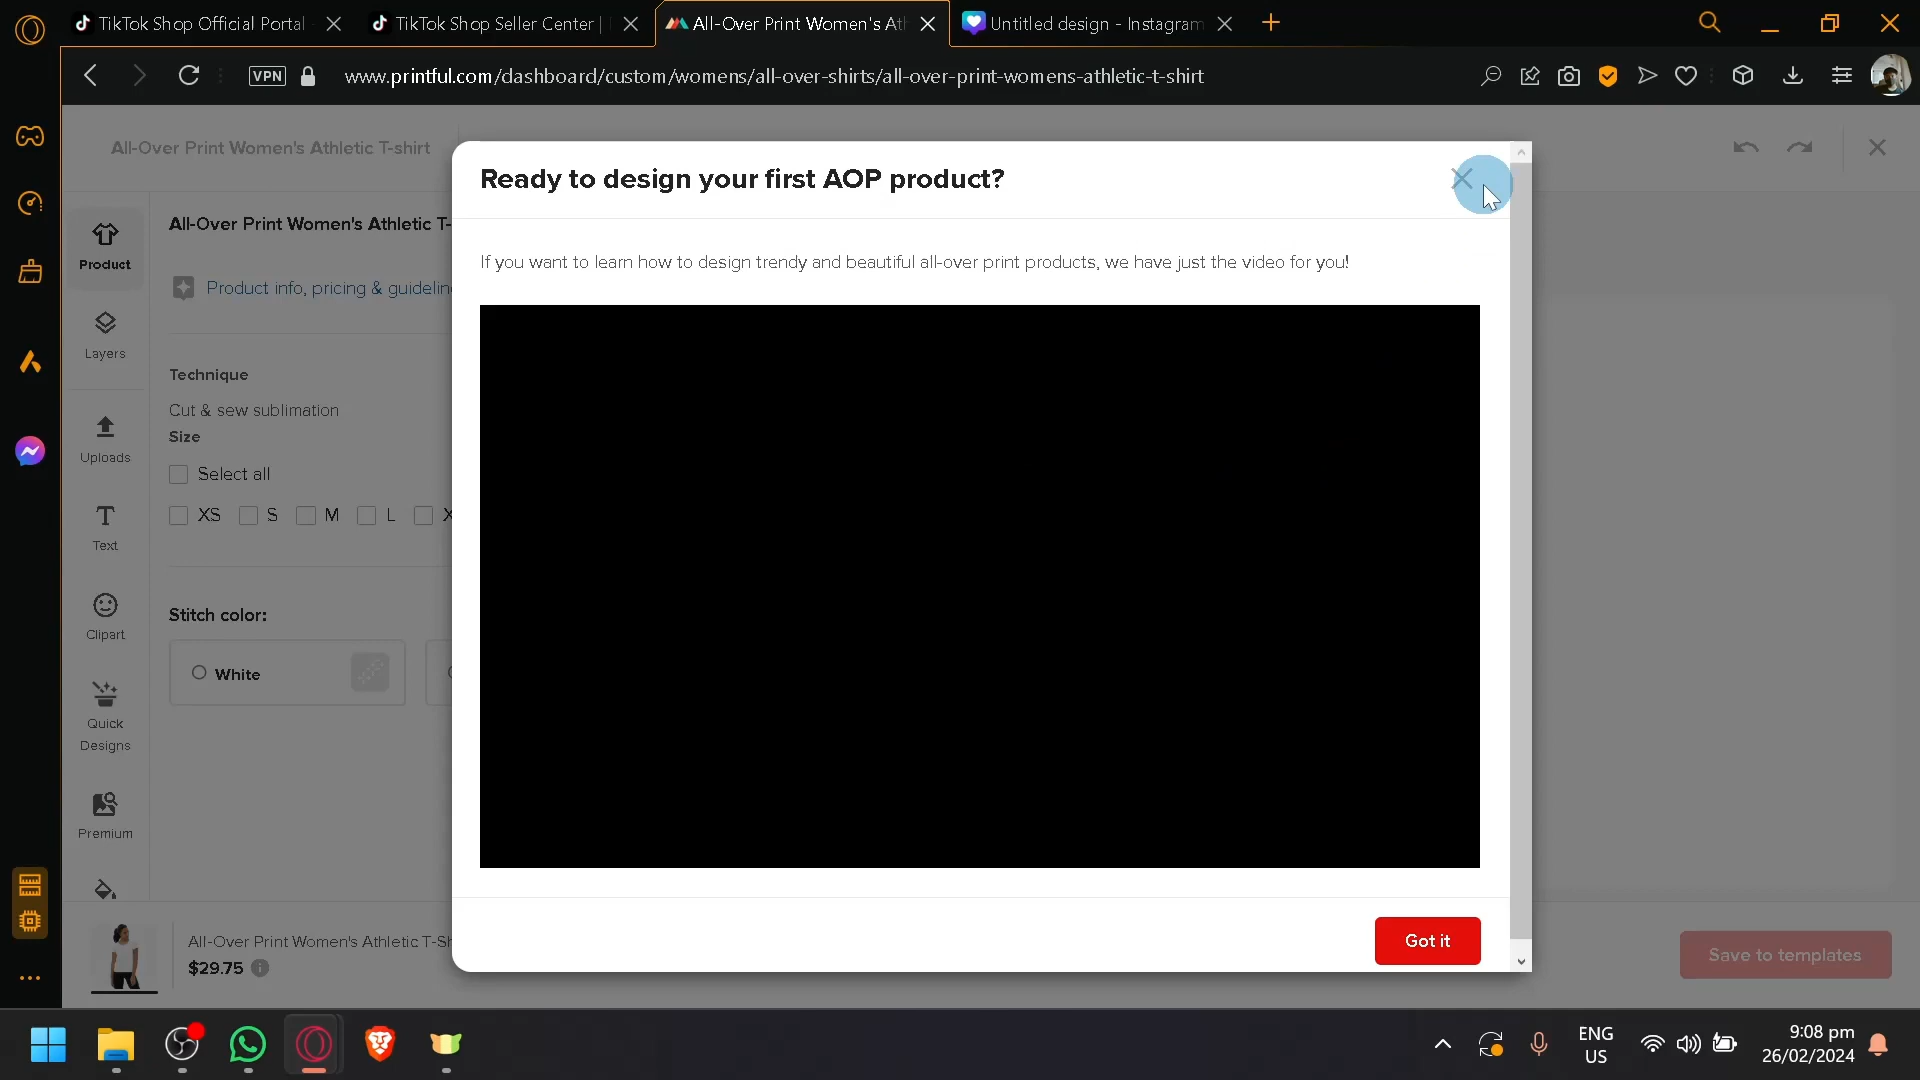 TikTok Shop Official Portal
TikTok Shop Seller Center |
All-Over Print Women's Ath
Untitled design - Instagram
VPN
www.printful.com/dashboard/custom/womens/all-over-shirts/all-over-print-womens-athletic-t-shirt
All-Over Print Women's Athletic T-shirt
Ready to design your first AOP product?
If you want to learn how to design trendy and beautiful all-over print products, we have just the video for you!
Product
Layers
Uploads
Text
Clipart
Quick
Designs
Premium
All-Over Print Women's Athletic T-
Product info, pricing & guidelin
Technique
Cut & sew sublimation
Size
Select all
XS S M L X
Stitch color:
White
All-Over Print Women's Athletic T-Sh
$29.75
Got it
Save to templates
ENG
US
9:08 pm
26/02/2024